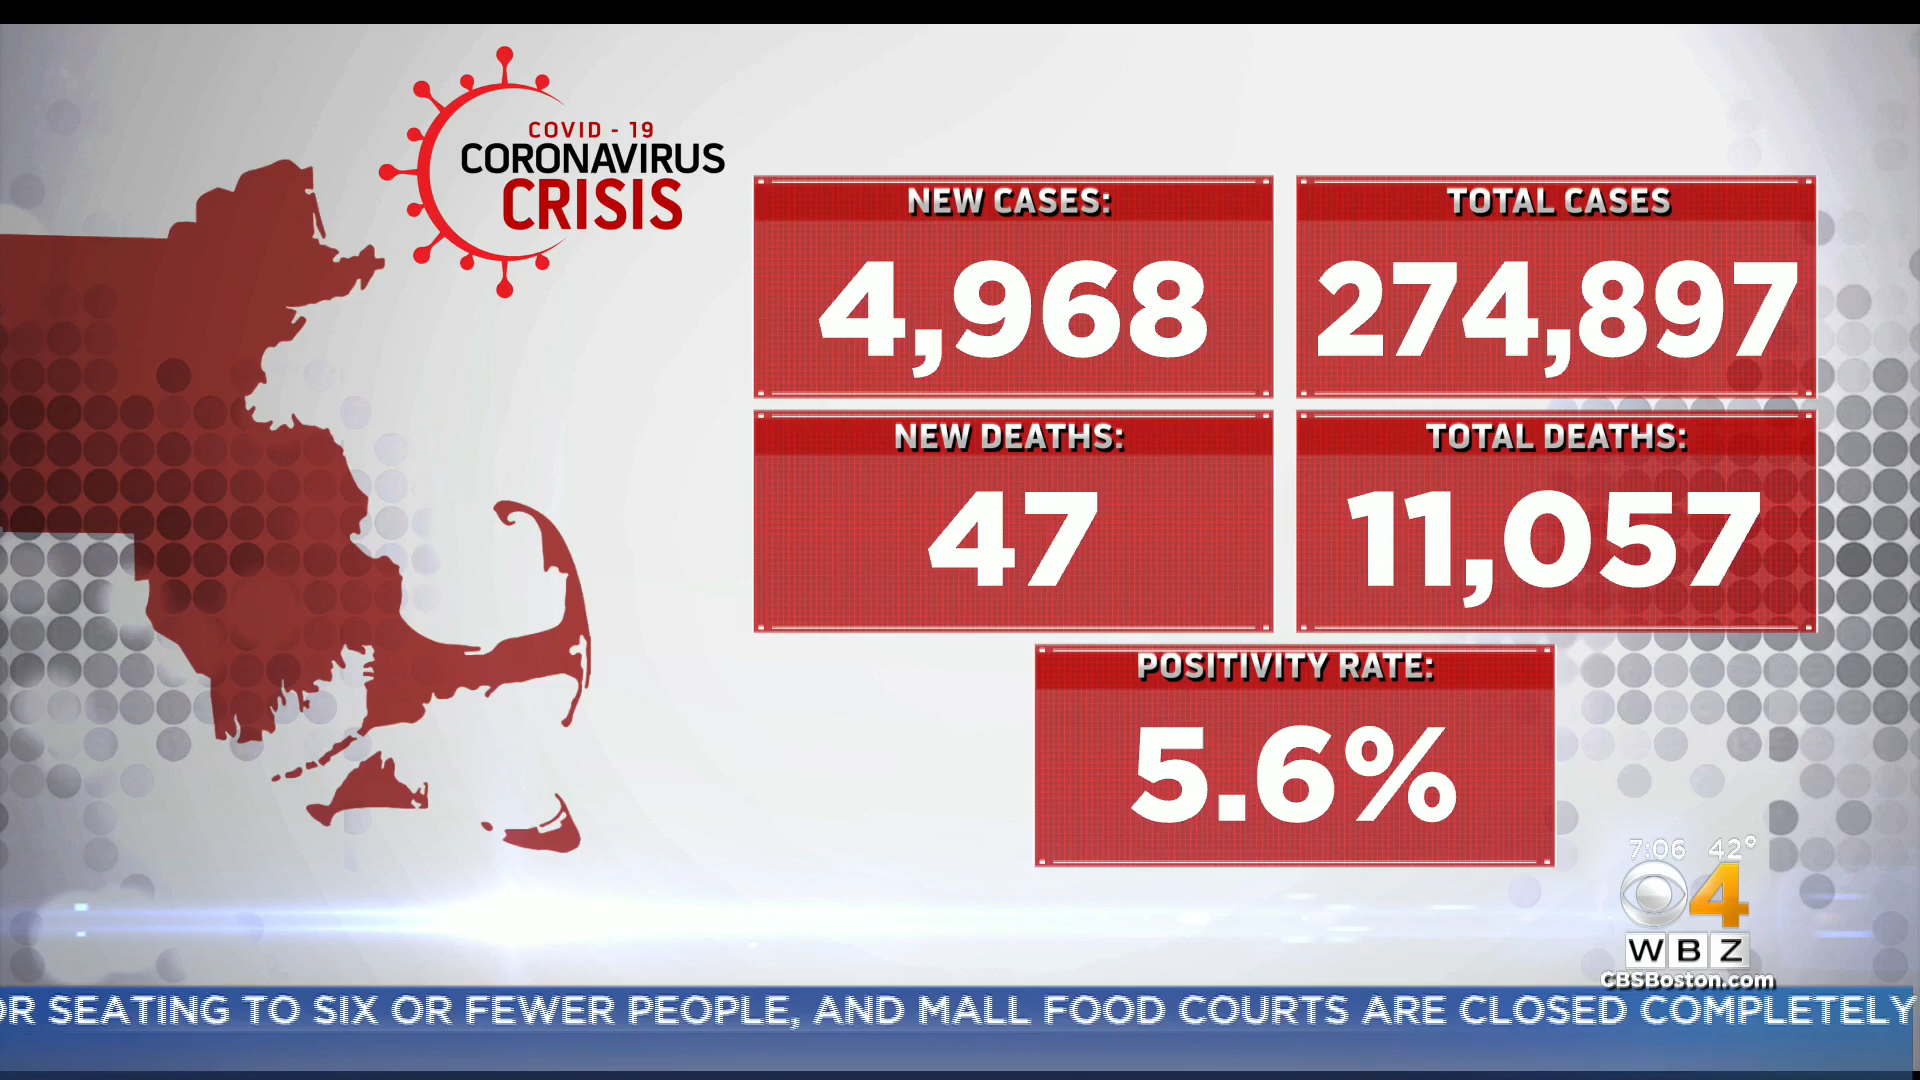 COVID - 19
CORONAVIRUS
CRISIS
NEW CASES:
4,968
TOTAL CASES
274,897
NEW DEATHS:
47
TOTAL DEATHS:
11,057
POSITIVITY RATE:
5.6%
7:06 42°
4
WBZ
CBSBoston.com
OR SEATING TO SIX OR FEWER PEOPLE, AND MALL FOOD COURTS ARE CLOSED COMPLETELY